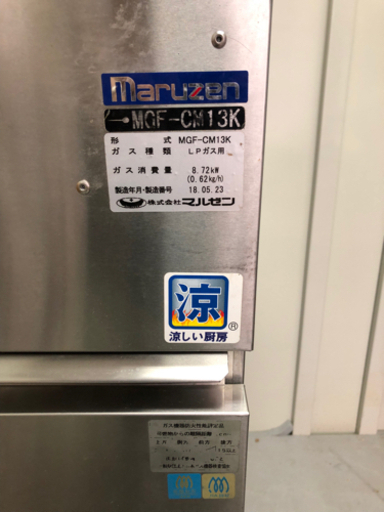 maruzen
MGF-CM13K
形 式 MGF-CM13K
ガス種類 LPガス用
ガス消費量 8.72kW
(0.62kg/h)
製造年月・製造番号 18.05.23
株式会社マルゼン
涼
涼しい厨房
®